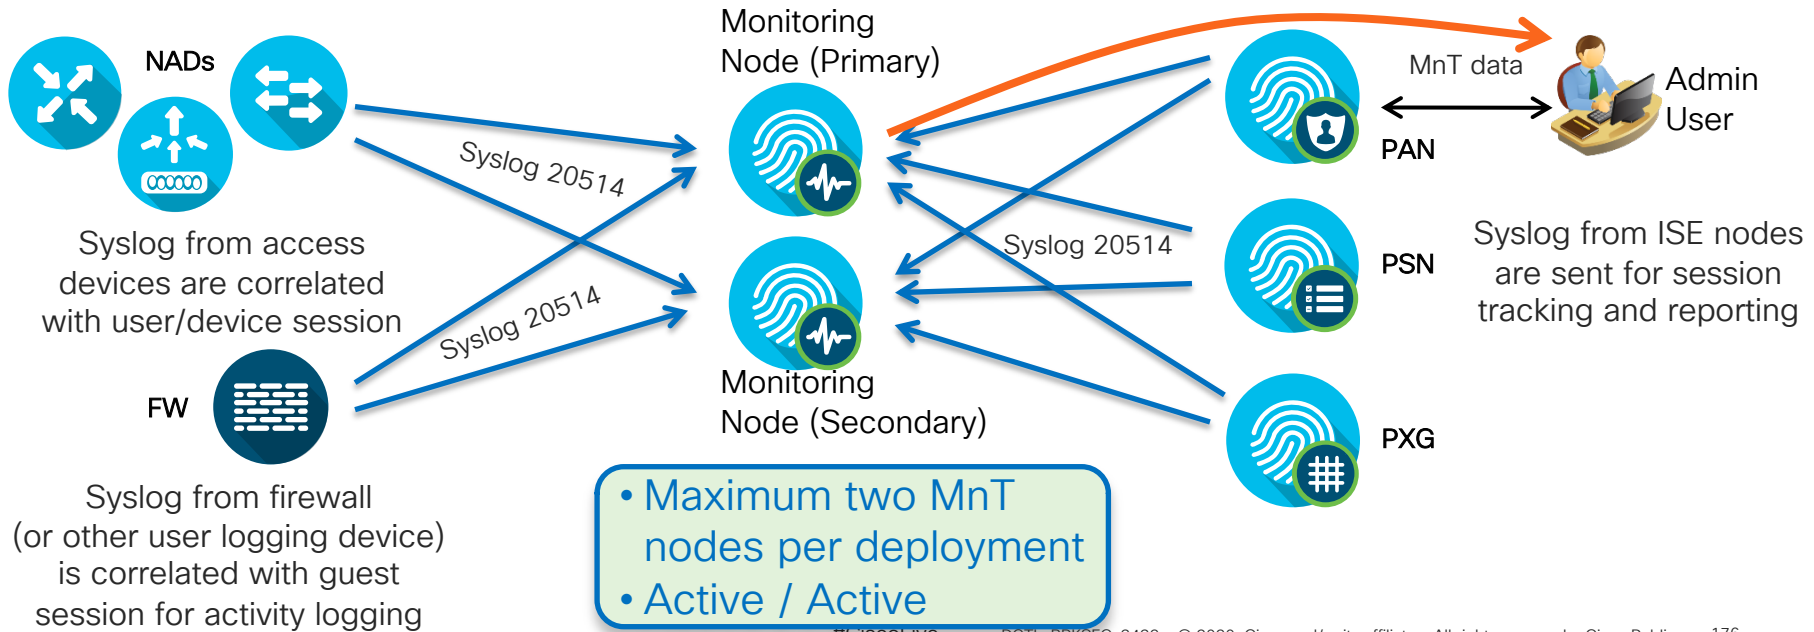 NADs
Monitoring
Node (Primary)
MnT data
Admin
User
PAN
Syslog 20514
Syslog from access
devices are correlated
with user/device session
Syslog 20514
Syslog 20514
PSN
Syslog from ISE nodes
are sent for session
tracking and reporting
FW
Monitoring
Node (Secondary)
PXG
Syslog from firewall
(or other user logging device)
is correlated with guest
session for activity logging
• Maximum two MnT
nodes per deployment
• Active / Active